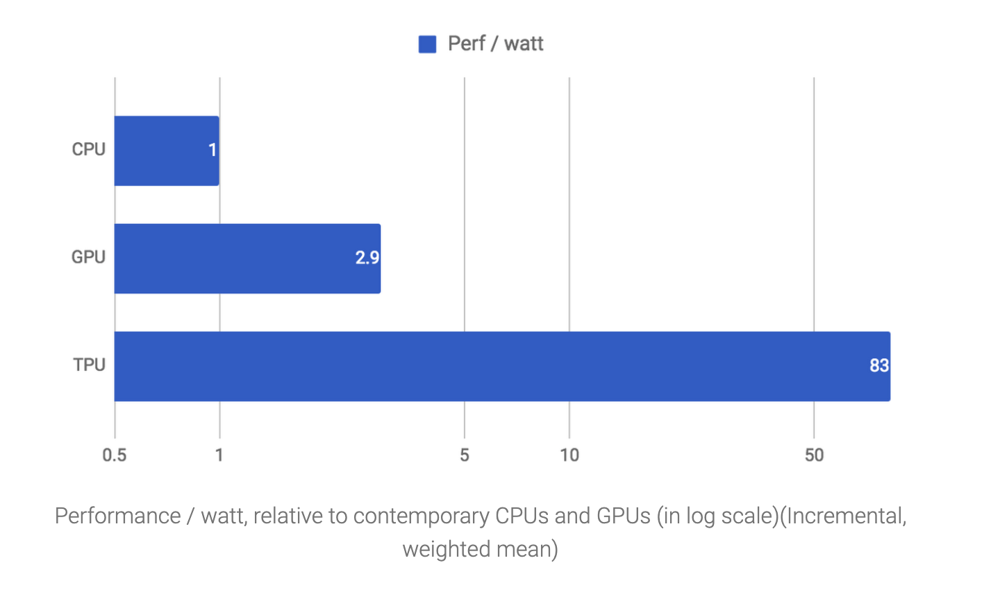 Perf / watt
CPU
1
GPU
2.9
TPU
83
0.5 1 5 10 50
Performance / watt, relative to contemporary CPUs and GPUs (in log scale)(Incremental,
weighted mean)